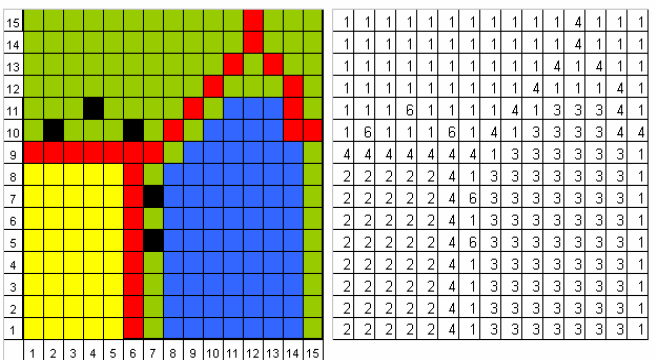 15 1 1 1 1 1 1 1 1 1 1 1 4 1 1 1
14 1 1 1 1 1 1 1 1 1 1 1 4 1 1 1
13 1 1 1 1 1 1 1 1 1 1 4 1 4 1 1
12 1 1 1 1 1 1 1 1 1 4 1 1 1 4 1
11 1 1 1 6 1 1 1 1 4 1 3 3 3 4 1
10 1 6 1 1 1 6 1 4 1 3 3 3 3 4 4
9 4 4 4 4 4 4 4 1 3 3 3 3 3 3 1
8 2 2 2 2 2 4 1 3 3 3 3 3 3 3 1
7 2 2 2 2 2 4 6 3 3 3 3 3 3 3 1
6 2 2 2 2 2 4 1 3 3 3 3 3 3 3 1
5 2 2 2 2 2 4 6 3 3 3 3 3 3 3 1
4 2 2 2 2 2 4 1 3 3 3 3 3 3 3 1
3 2 2 2 2 2 4 1 3 3 3 3 3 3 3 1
2 2 2 2 2 2 4 1 3 3 3 3 3 3 3 1
1 2 2 2 2 2 4 1 3 3 3 3 3 3 3 1
1 2 3 4 5 6 7 8 9 10 11 12 13 14 15